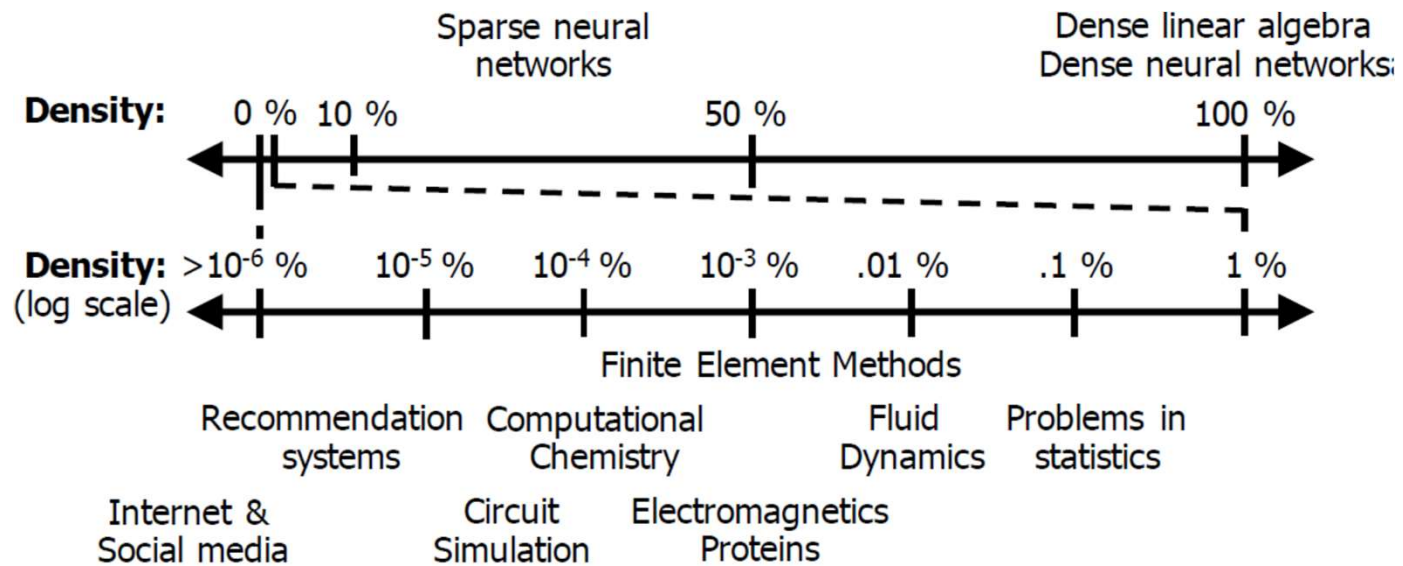 Sparse neural
networks
Dense linear algebra
Dense neural networks
Density: 0 % 10 % 50 % 100 %
Density: >10⁻⁶ % 10⁻⁵ % 10⁻⁴ % 10⁻³ % .01 % .1 % 1 %
(log scale)
Finite Element Methods
Recommendation
systems
Computational
Chemistry
Fluid
Dynamics
Problems in
statistics
Internet &
Social media
Circuit
Simulation
Electromagnetics
Proteins